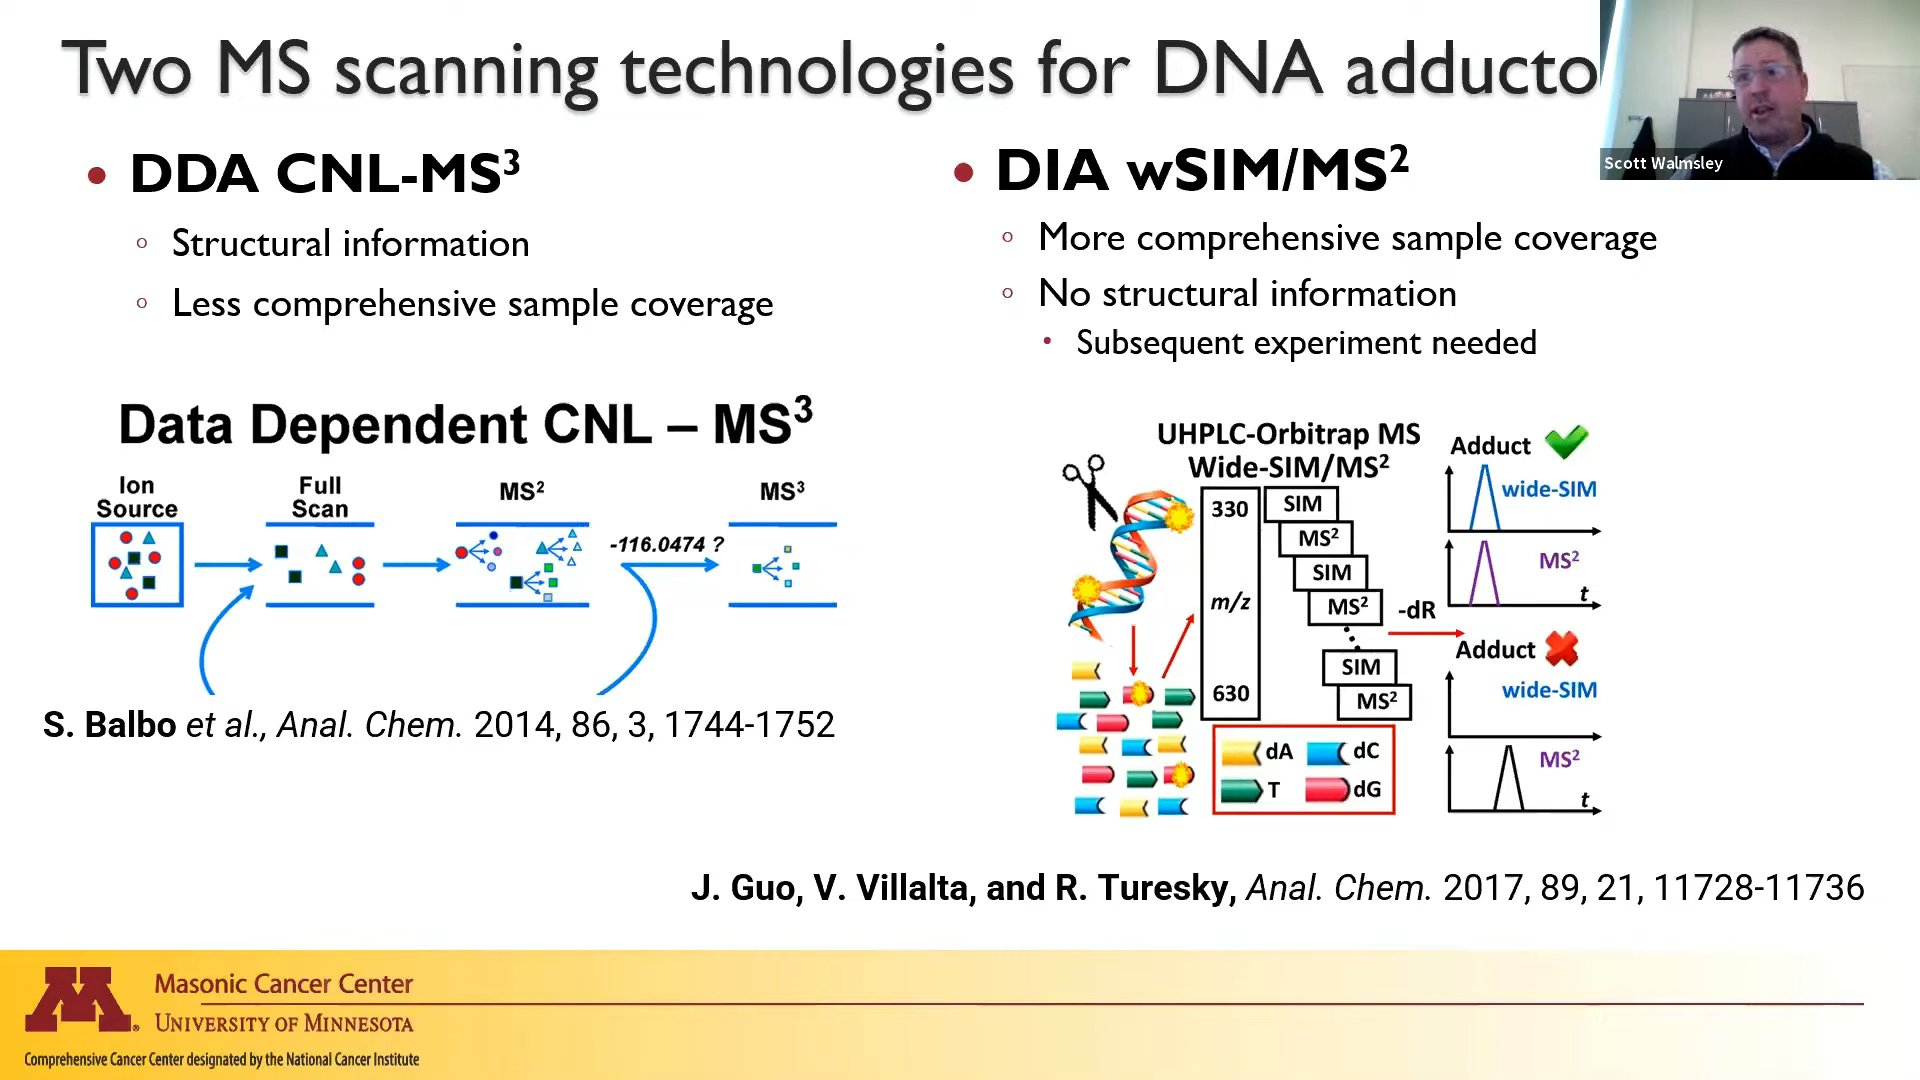 Two MS scanning technologies for DNA adducto
Scott Walmsley
• DDA CNL-MS³
◦ Structural information
◦ Less comprehensive sample coverage
• DIA wSIM/MS²
◦ More comprehensive sample coverage
◦ No structural information
• Subsequent experiment needed
Data Dependent CNL – MS³
Ion
Source
Full
Scan
MS²
-116.0474 ?
MS³
S. Balbo et al., Anal. Chem. 2014, 86, 3, 1744-1752
UHPLC-Orbitrap MS
Wide-SIM/MS²
330
m/z
630
SIM
MS²
SIM
MS²
SIM
MS²
-dR
Adduct
wide-SIM
MS²
t
Adduct
wide-SIM
MS²
t
dA
dC
T
dG
J. Guo, V. Villalta, and R. Turesky, Anal. Chem. 2017, 89, 21, 11728-11736
M
Masonic Cancer Center
UNIVERSITY OF MINNESOTA
Comprehensive Cancer Center designated by the National Cancer Institute